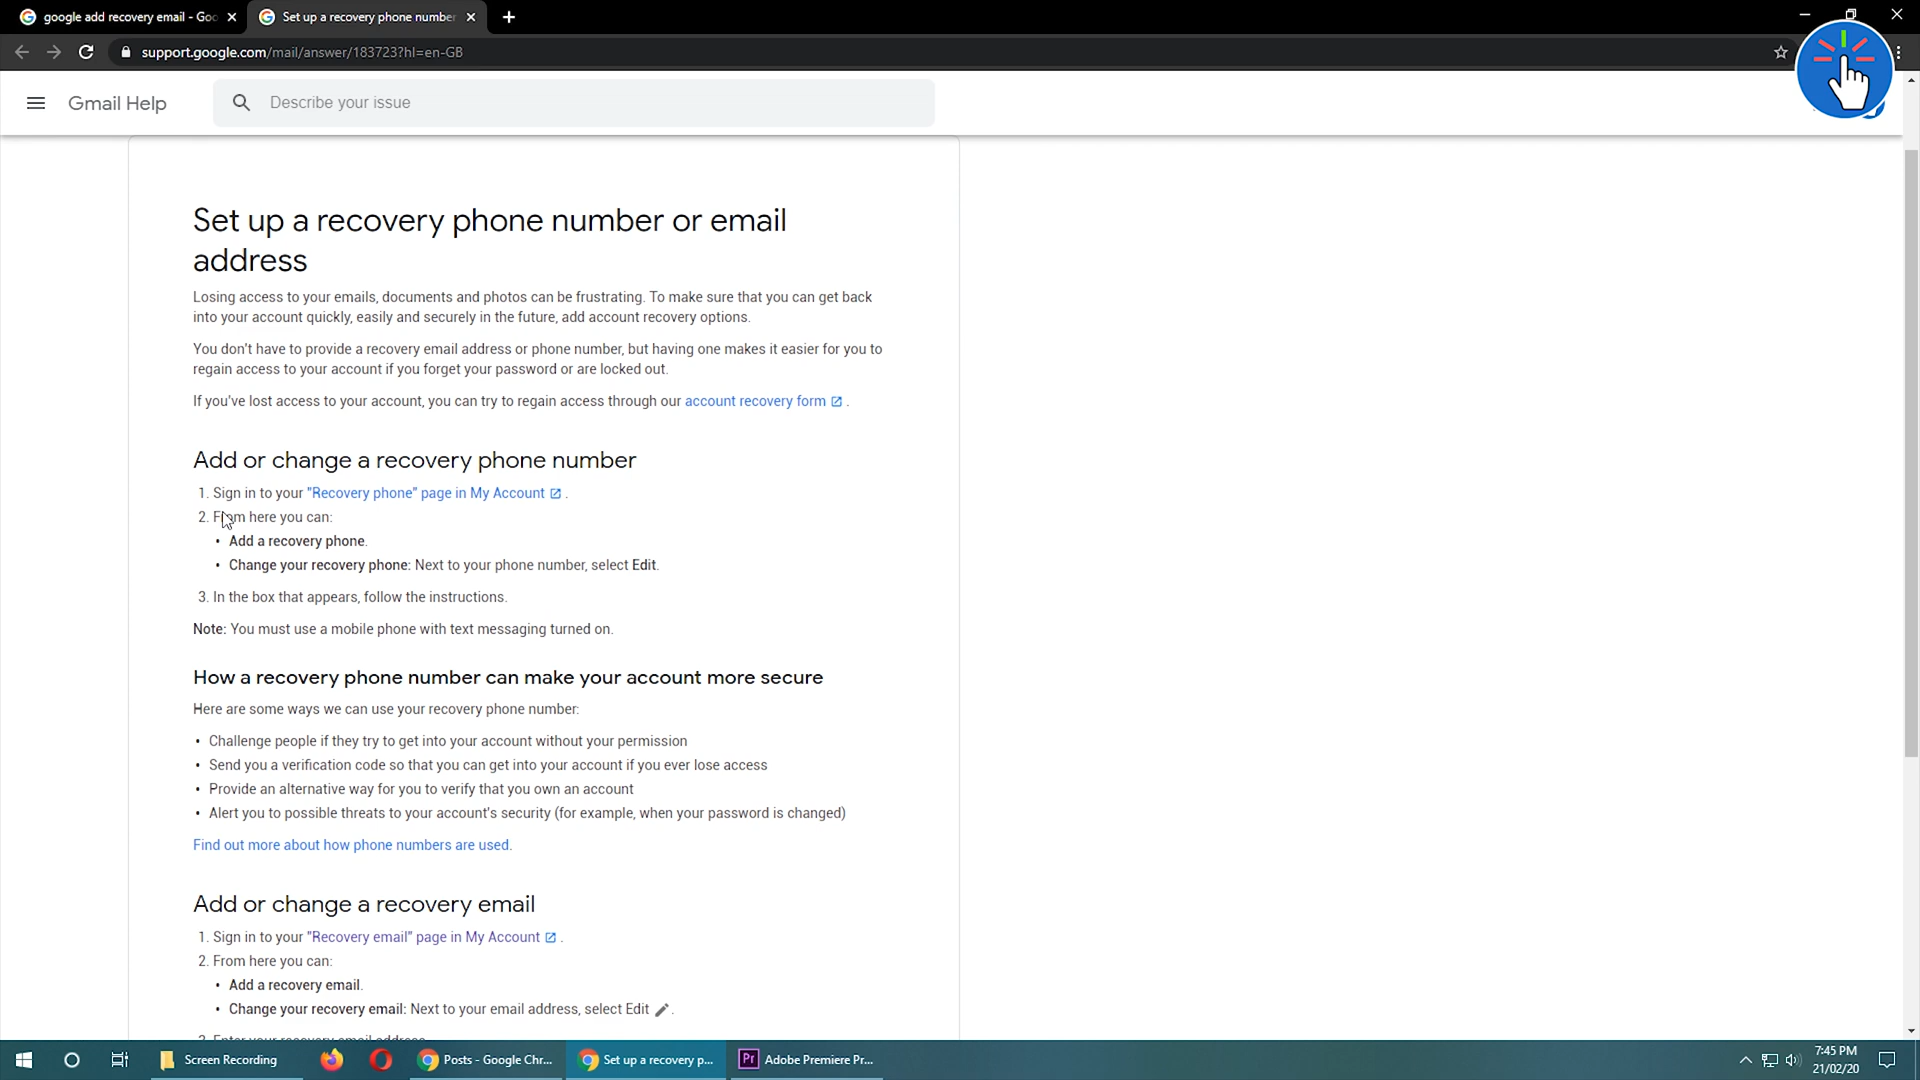 google add recovery email - Goo
Set up a recovery phone number
support.google.com/mail/answer/183723?hl=en-GB
Gmail Help
Describe your issue
Set up a recovery phone number or email
address
Losing access to your emails, documents and photos can be frustrating. To make sure that you can get back
into your account quickly, easily and securely in the future, add account recovery options.
You don't have to provide a recovery email address or phone number, but having one makes it easier for you to
regain access to your account if you forget your password or are locked out.
If you've lost access to your account, you can try to regain access through our account recovery form .
Add or change a recovery phone number
1. Sign in to your "Recovery phone" page in My Account .
2. From here you can:
• Add a recovery phone.
• Change your recovery phone: Next to your phone number, select Edit.
3. In the box that appears, follow the instructions.
Note: You must use a mobile phone with text messaging turned on.
How a recovery phone number can make your account more secure
Here are some ways we can use your recovery phone number:
• Challenge people if they try to get into your account without your permission
• Send you a verification code so that you can get into your account if you ever lose access
• Provide an alternative way for you to verify that you own an account
• Alert you to possible threats to your account's security (for example, when your password is changed)
Find out more about how phone numbers are used.
Add or change a recovery email
1. Sign in to your "Recovery email" page in My Account .
2. From here you can:
• Add a recovery email.
• Change your recovery email: Next to your email address, select Edit .
3. Enter your recovery email address
Screen Recording
Posts - Google Chr...
Set up a recovery p...
Pr
Adobe Premiere Pr...
7:45 PM
21/02/20